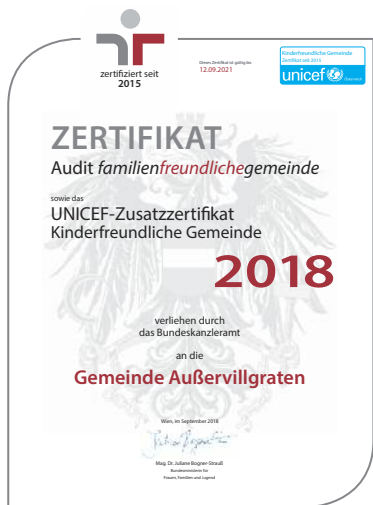 zertifiziert seit
2015
Dieses Zertifikat ist gültig bis
12.09.2021
Kinderfreundliche Gemeinde
Zertifikat seit 2015
unicef
Österreich
ZERTIFIKAT
Audit familienfreundlichegemeinde
sowie das
UNICEF-Zusatzzertifikat
Kinderfreundliche Gemeinde
2018
verliehen durch
das Bundeskanzleramt
an die
Gemeinde Außervillgraten
Wien, im September 2018
Mag. Dr. Juliane Bogner-Strauß
Bundesministerin für
Frauen, Familien und Jugend